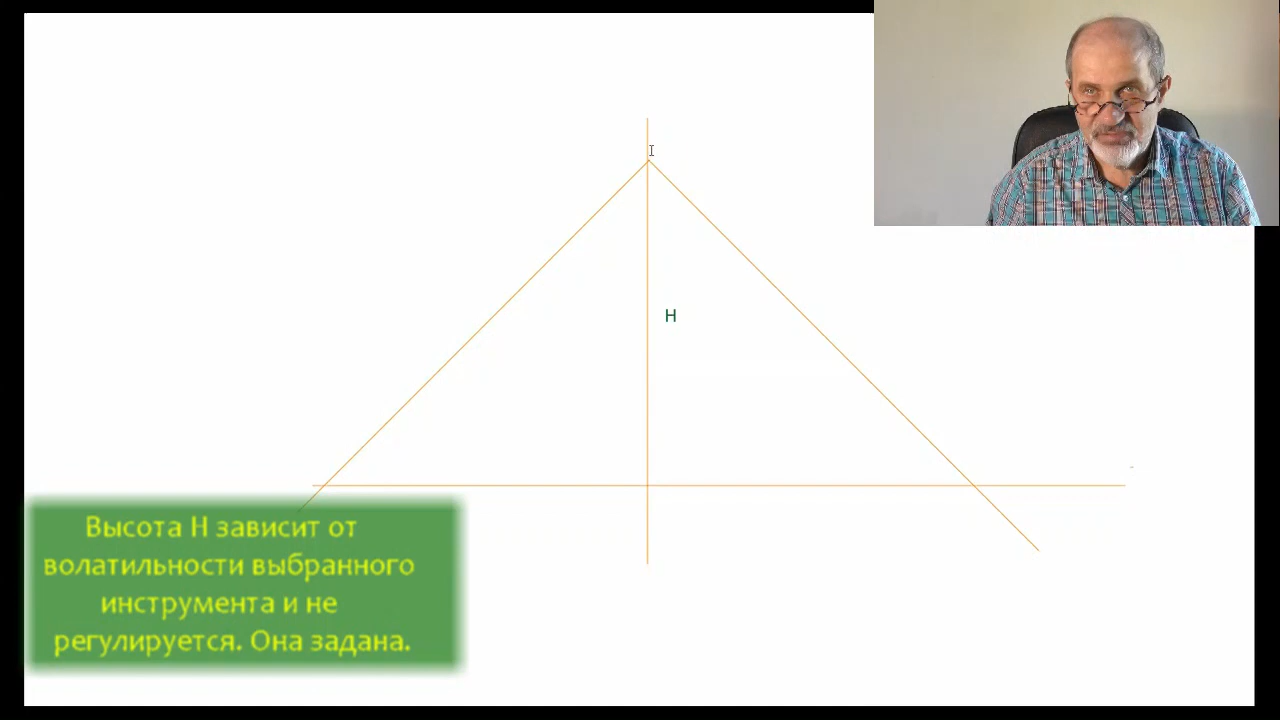 H
Высота Н зависит от
волатильности выбранного
инструмента и не
регулируется. Она задана.